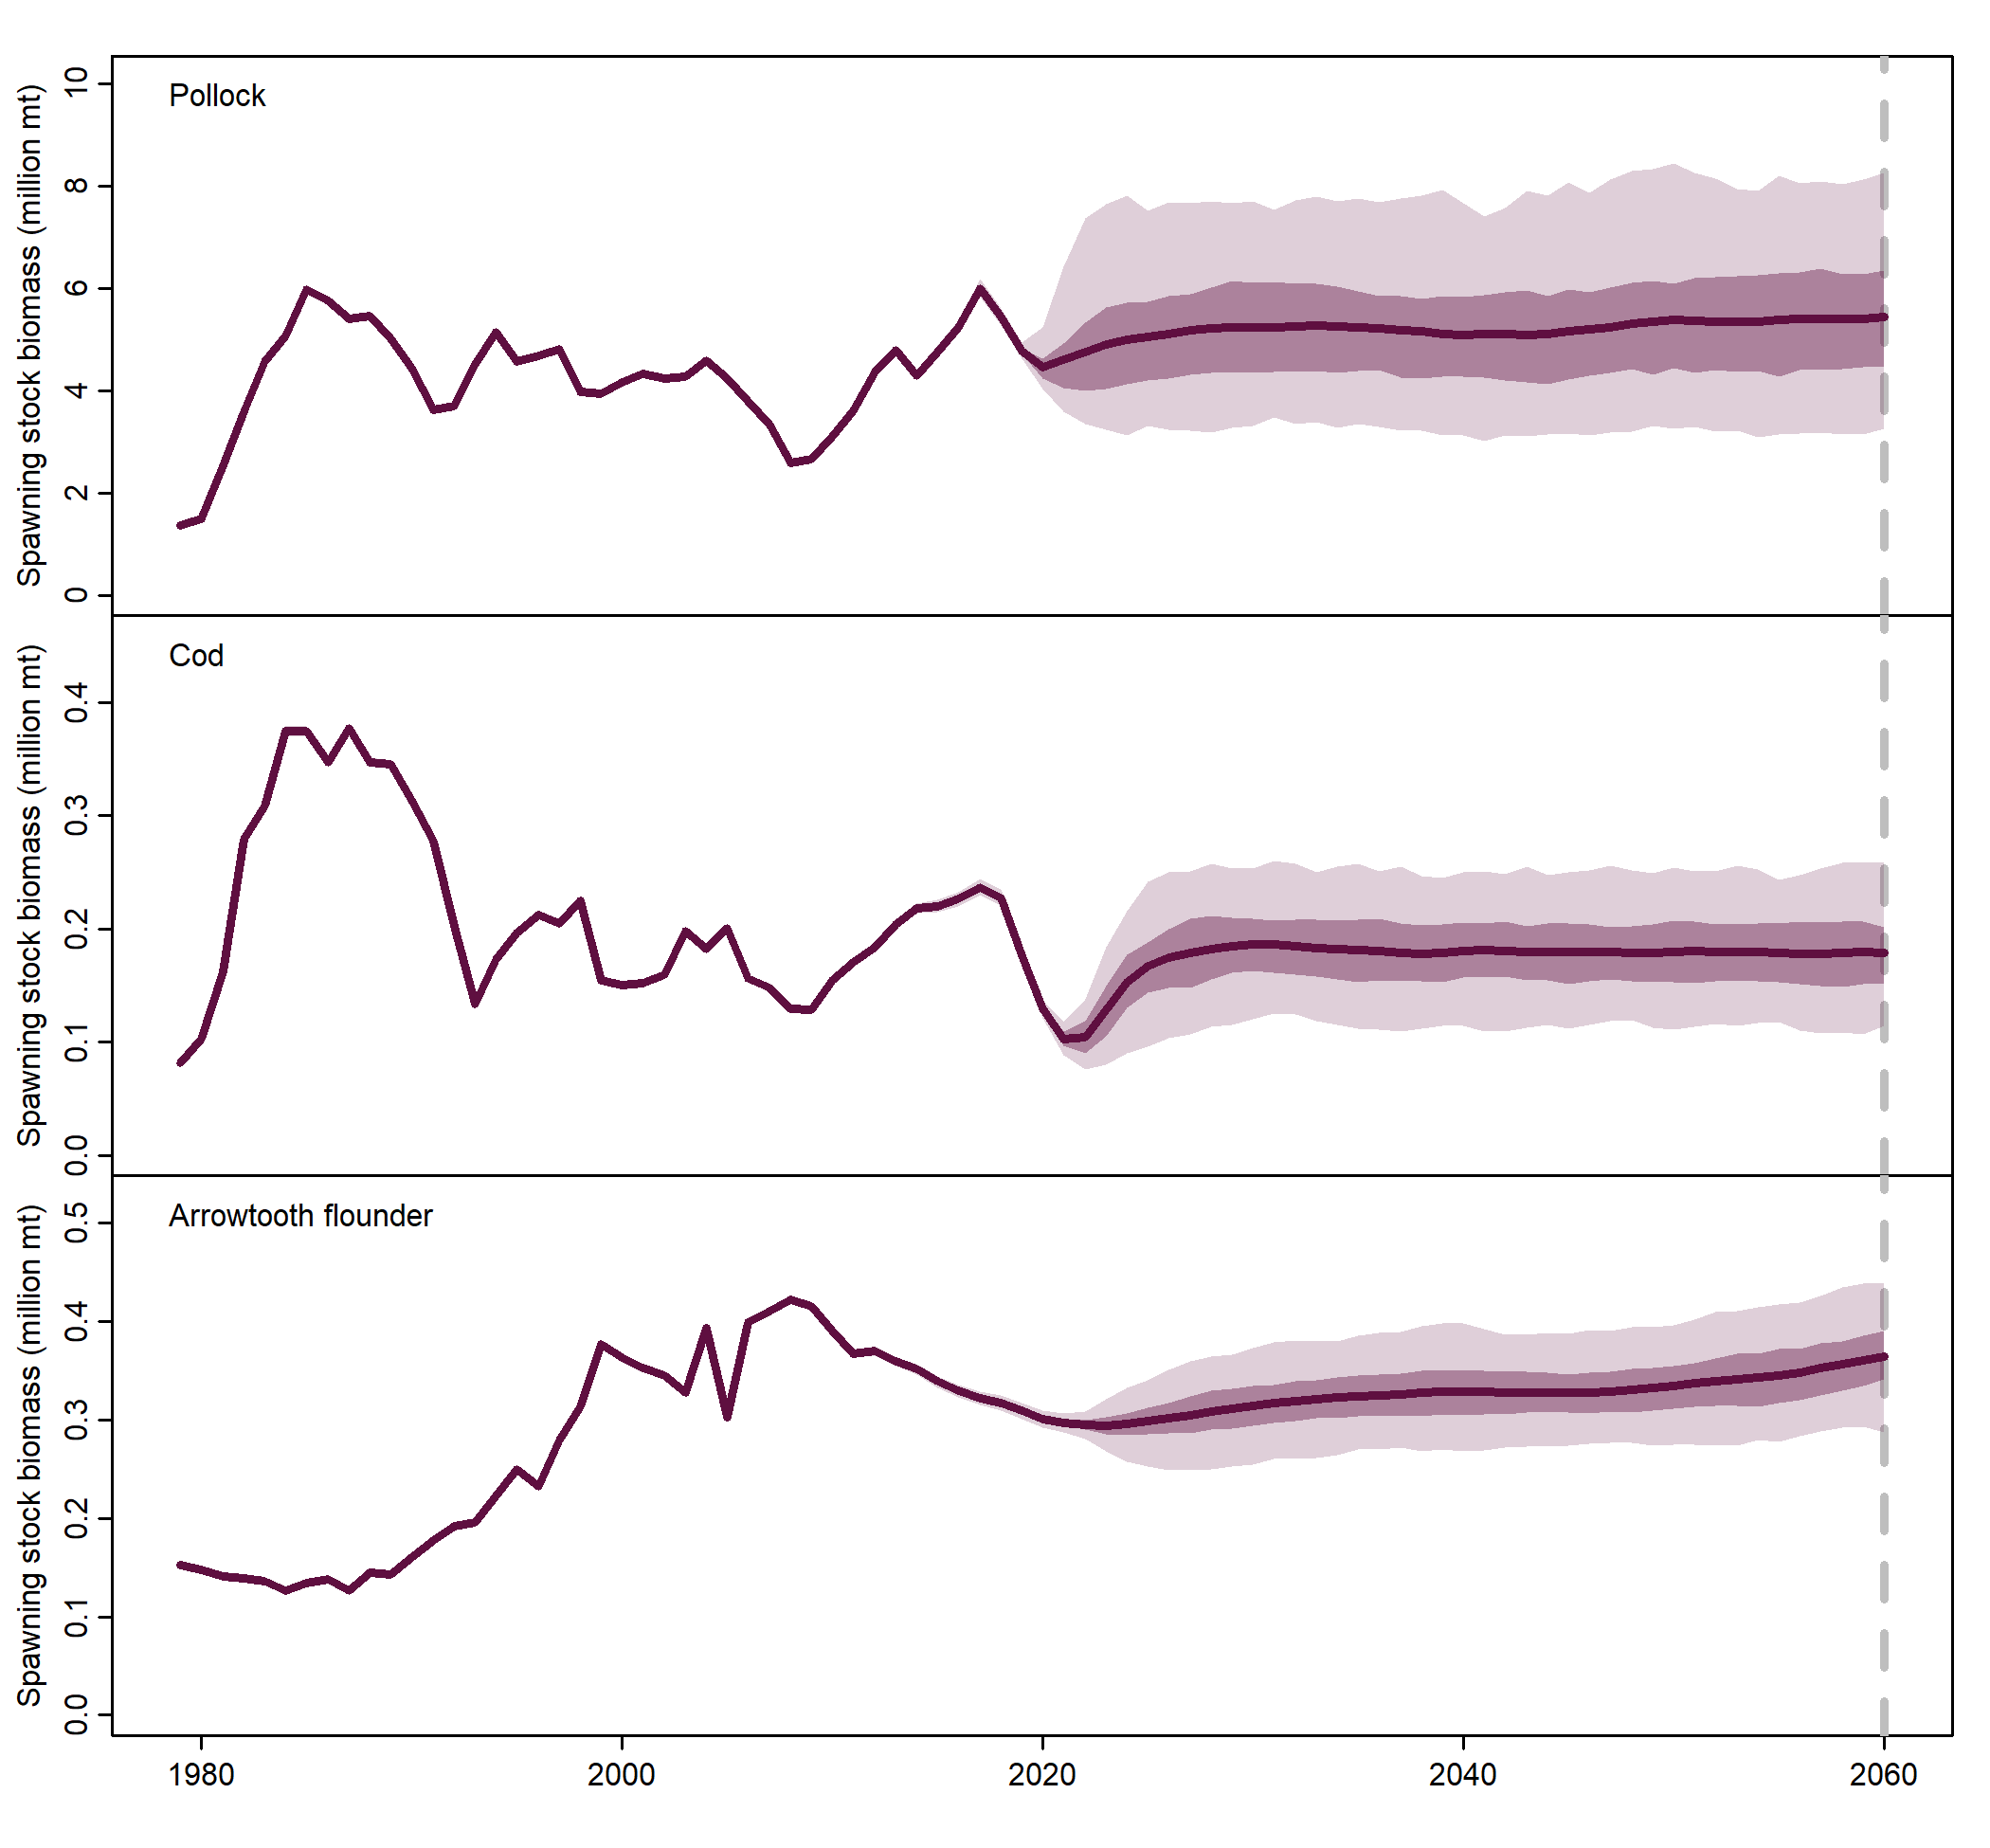 Pollock
Spawning stock biomass (million mt)
10
8
6
4
2
0
Cod
Spawning stock biomass (million mt)
0.4
0.3
0.2
0.1
0.0
Arrowtooth flounder
Spawning stock biomass (million mt)
0.5
0.4
0.3
0.2
0.1
0.0
1980 2000 2020 2040 2060